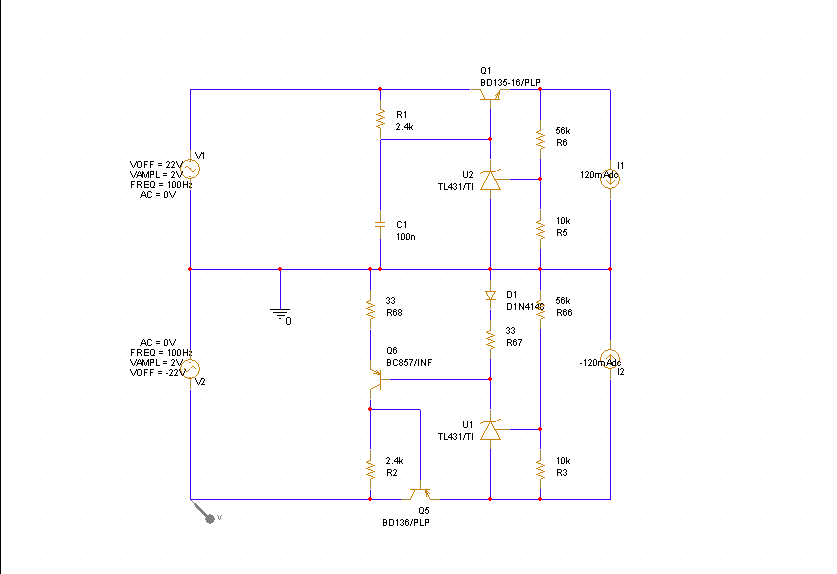 Q1
BD135-16/PLP
R1
2.4k
56k
R6
V1
VOFF = 22V
VAMPL = 2V
FREQ = 100Hz
AC = 0V
U2
TL431/TI
I1
120mAdc
C1
100n
10k
R5
0
33
R68
D1
D1N4148
56k
R66
33
R67
AC = 0V
FREQ = 100Hz
VAMPL = 2V
VOFF = -22V
V2
Q6
BC857/INF
-120mAdc
I2
U1
TL431/TI
2.4k
R2
10k
R3
Q5
BD136/PLP
V